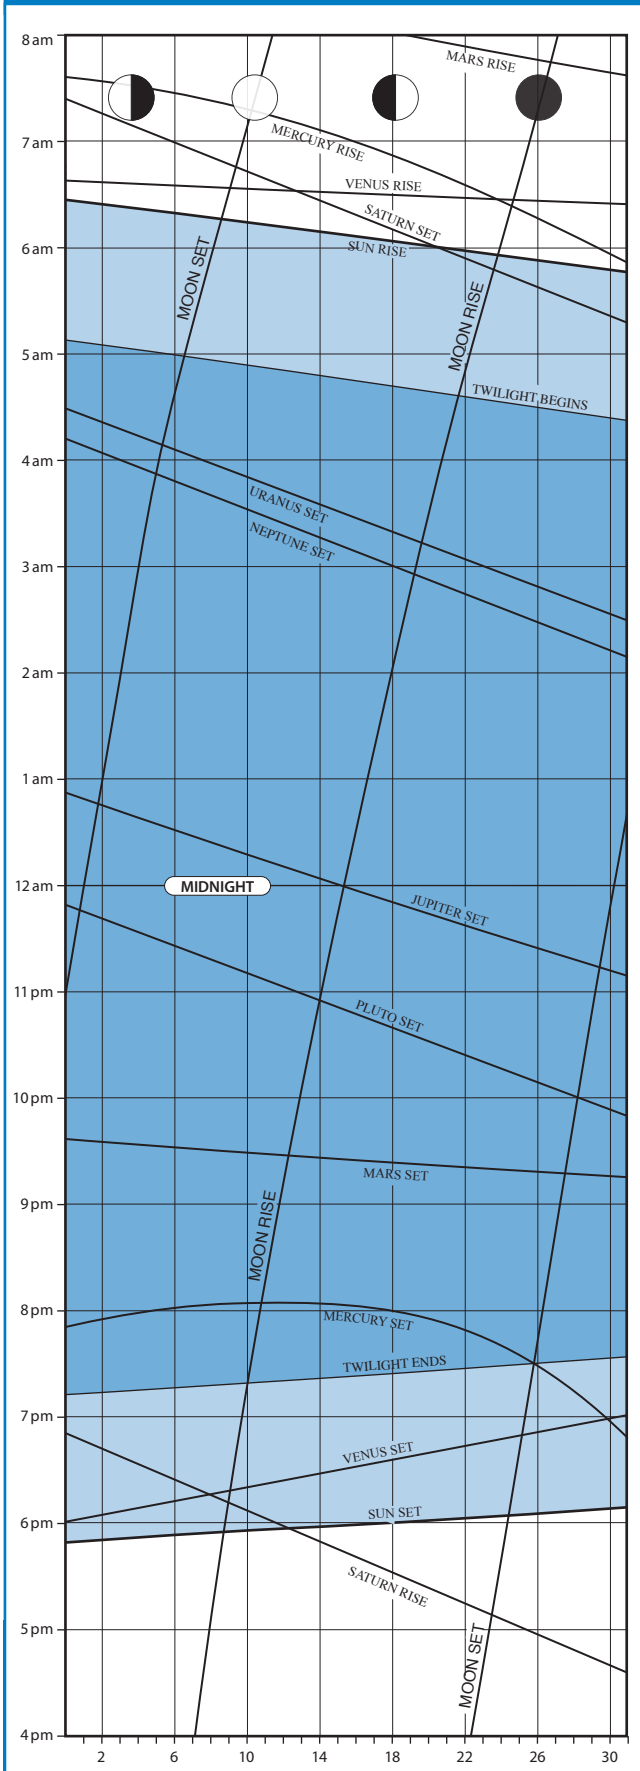 8 am
MARS RISE
7 am
MERCURY RISE
VENUS RISE
SATURN SET
6 am
SUN RISE
MOON SET
MOON RISE
5 am
TWILIGHT BEGINS
4 am
URANUS SET
NEPTUNE SET
3 am
2 am
1 am
12 am
MIDNIGHT
JUPITER SET
11 pm
PLUTO SET
10 pm
MARS SET
9 pm
MOON RISE
8 pm
MERCURY SET
TWILIGHT ENDS
7 pm
VENUS SET
6 pm
SUN SET
SATURN RISE
5 pm
MOON SET
4 pm
2 6 10 14 18 22 26 30